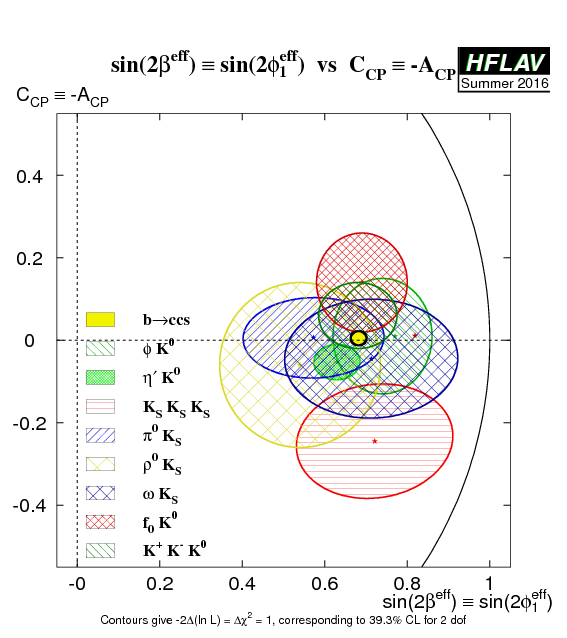 sin(2β^eff) ≡ sin(2ϕ₁^eff) vs C_CP ≡ -A_CP
HFLAV
Summer 2016
C_CP ≡ -A_CP
0.4
0.2
0
-0.2
-0.4
b→ccs
ϕ K⁰
η′ K⁰
K_S K_S K_S
π⁰ K_S
ρ⁰ K_S
ω K_S
f₀ K⁰
K⁺ K⁻ K⁰
-0 0.2 0.4 0.6 0.8 1
sin(2β^eff) ≡ sin(2ϕ₁^eff)
Contours give -2Δ(ln L) = Δχ² = 1, corresponding to 39.3% CL for 2 dof